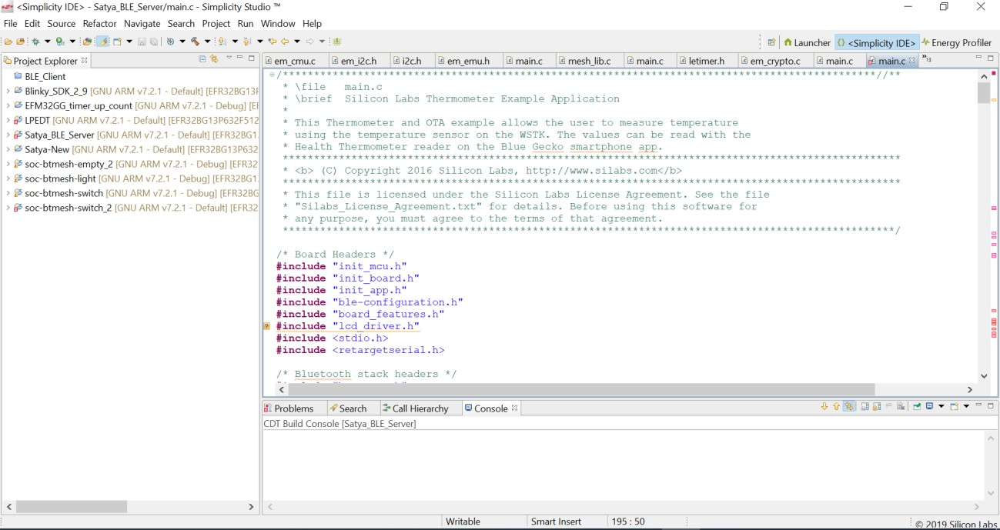 <Simplicity IDE> - Satya_BLE_Server/main.c - Simplicity Studio ™
File Edit Source Refactor Navigate Search Project Run Window Help
Launcher <Simplicity IDE> Energy Profiler
Project Explorer
em_cmu.c em_i2c.h i2c.h em_emu.h main.c mesh_lib.c main.c letimer.h em_crypto.c main.c main.c »13
BLE_Client
Blinky_SDK_2_9 [GNU ARM v7.2.1 - Default] [EFR32BG13P
EFM32GG_timer_up_count [GNU ARM v7.2.1 - Debug] [EF
LPEDT [GNU ARM v7.2.1 - Default] [EFR32BG13P632F512
Satya_BLE_Server [GNU ARM v7.2.1 - Default] [EFR32BG1
Satya-New [GNU ARM v7.2.1 - Default] [EFR32BG13P632
soc-btmesh-empty_2 [GNU ARM v7.2.1 - Debug] [EFR32
soc-btmesh-light [GNU ARM v7.2.1 - Debug] [EFR32BG1
soc-btmesh-switch [GNU ARM v7.2.1 - Debug] [EFR32BG
soc-btmesh-switch_2 [GNU ARM v7.2.1 - Default] [EFR32
/************************************************************************************************//**
* \file   main.c
* \brief  Silicon Labs Thermometer Example Application
*
* This Thermometer and OTA example allows the user to measure temperature
* using the temperature sensor on the WSTK. The values can be read with the
* Health Thermometer reader on the Blue Gecko smartphone app.
***************************************************************************************************
* <b> (C) Copyright 2016 Silicon Labs, http://www.silabs.com</b>
***************************************************************************************************
* This file is licensed under the Silicon Labs License Agreement. See the file
* "Silabs_License_Agreement.txt" for details. Before using this software for
* any purpose, you must agree to the terms of that agreement.
**************************************************************************************************/
/* Board Headers */
#include "init_mcu.h"
#include "init_board.h"
#include "init_app.h"
#include "ble-configuration.h"
#include "board_features.h"
#include "lcd_driver.h"
#include <stdio.h>
#include <retargetserial.h>
/* Bluetooth stack headers */
Problems Search Call Hierarchy Console
CDT Build Console [Satya_BLE_Server]
Writable Smart Insert 195 : 50
© 2019 Silicon Labs